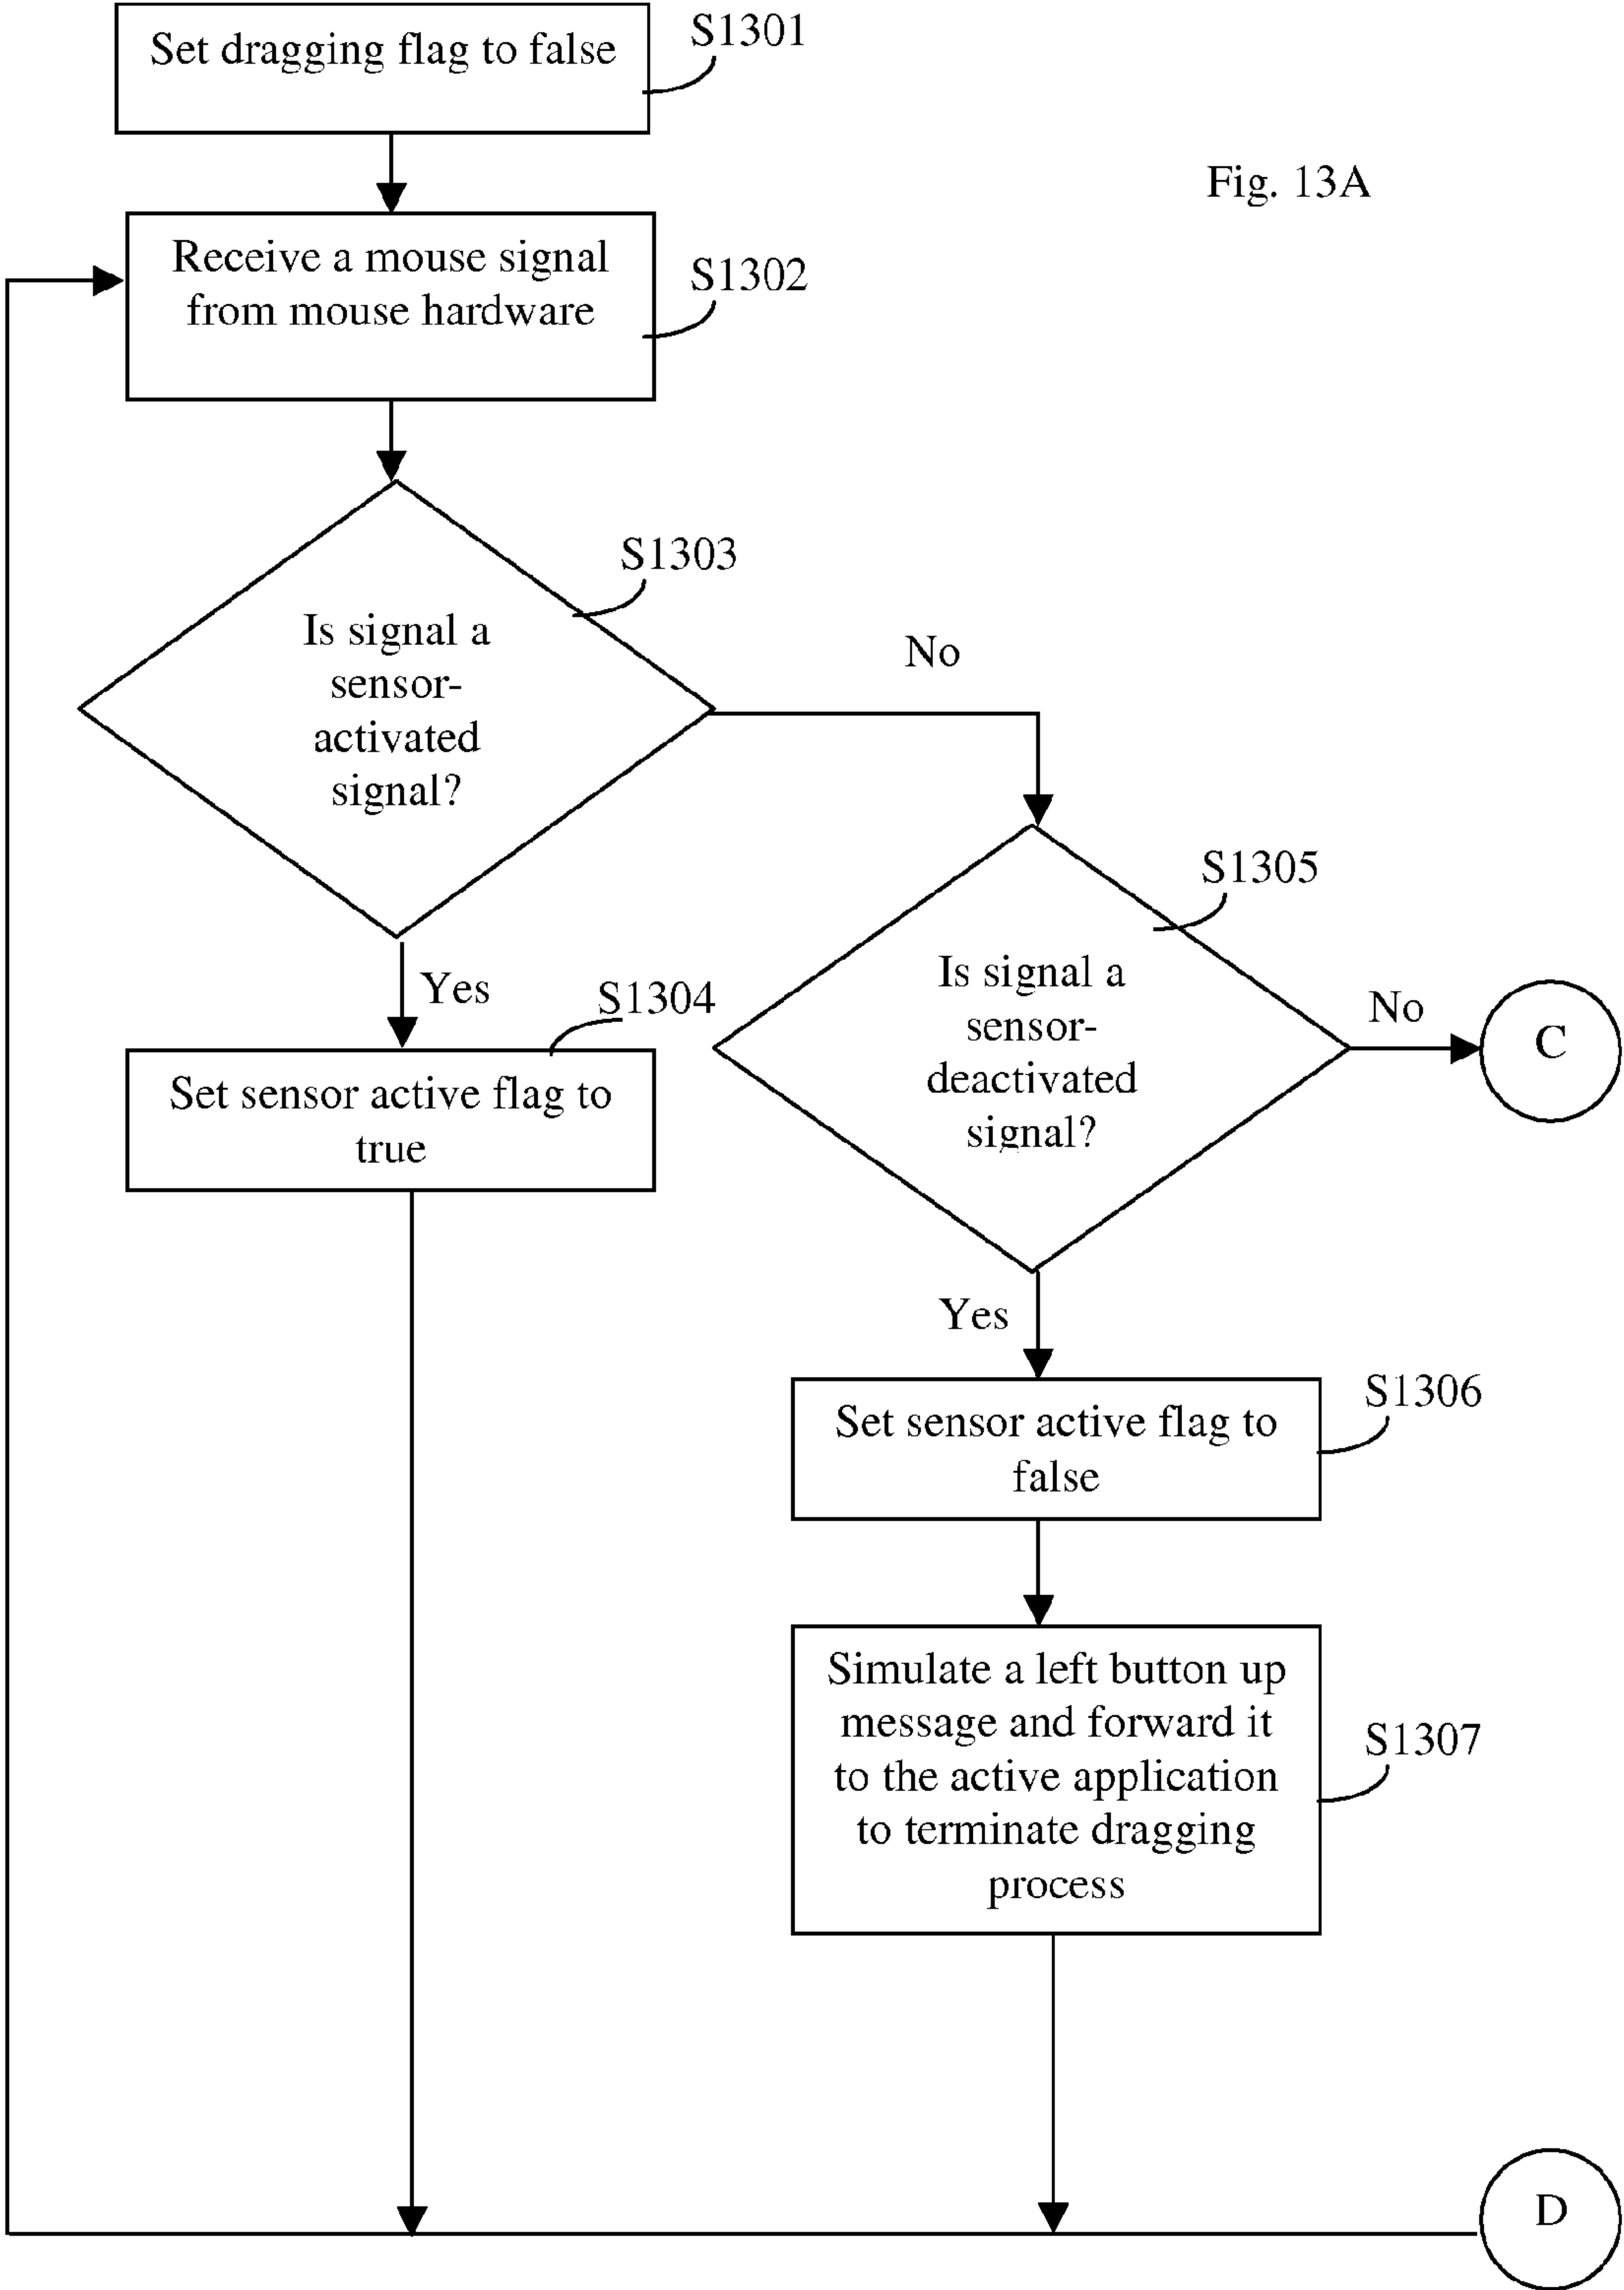 Set dragging flag to false
S1301
Fig. 13A
Receive a mouse signal
from mouse hardware
S1302
S1303
Is signal a
sensor-
activated
signal?
No
Yes
S1304
Set sensor active flag to
true
S1305
Is signal a
sensor-
deactivated
signal?
No
C
Yes
Set sensor active flag to
false
S1306
Simulate a left button up
message and forward it
to the active application
to terminate dragging
process
S1307
D